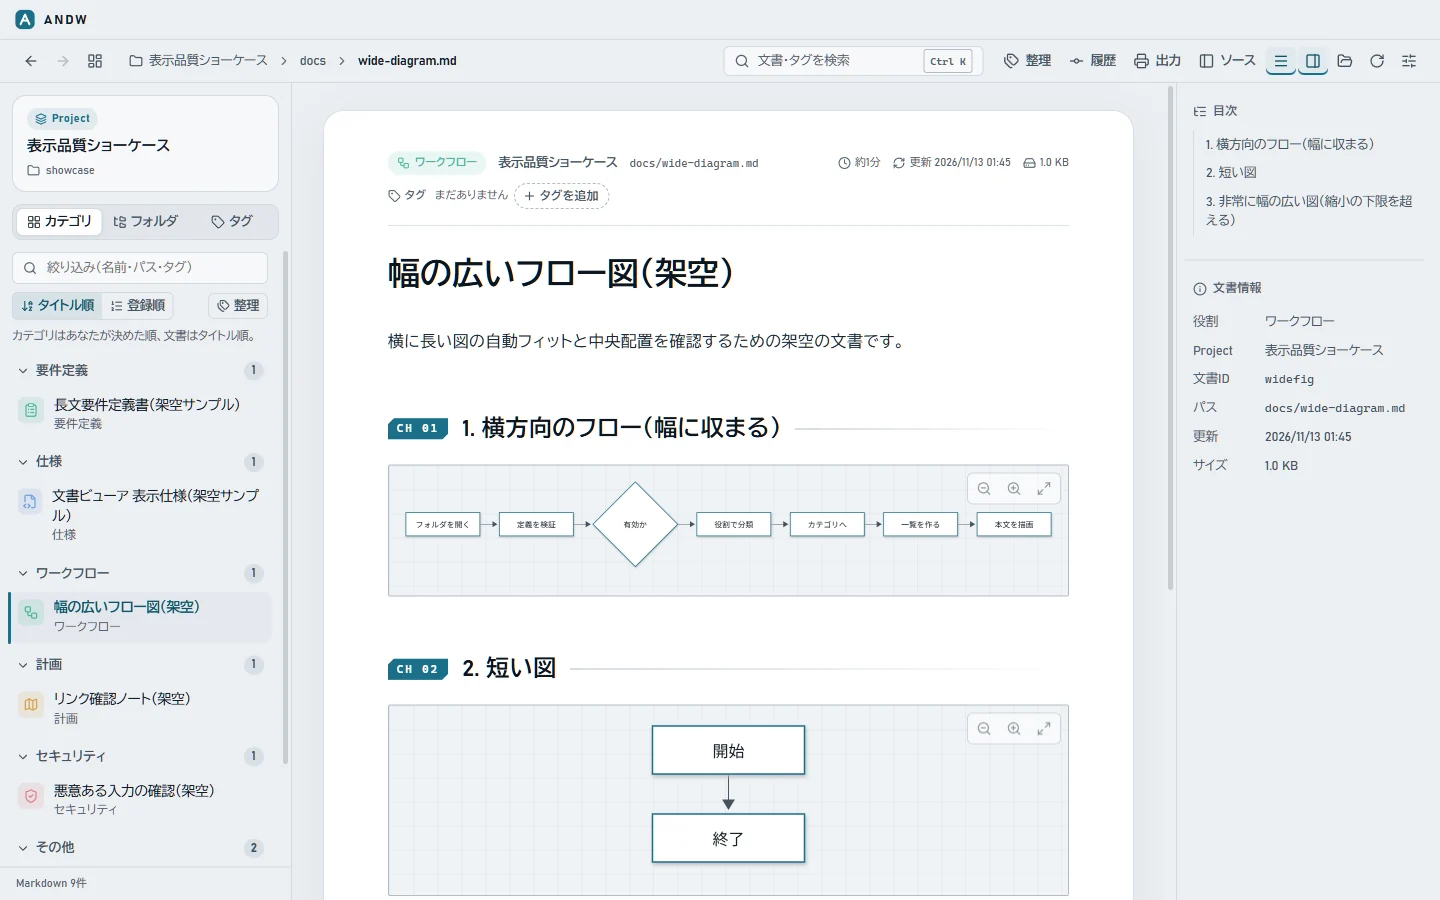 ANDW
表示品質ショーケース
docs
wide-diagram.md
文書・タグを検索
Ctrl K
整理
履歴
出力
ソース
Project
表示品質ショーケース
showcase
カテゴリ
フォルダ
タグ
絞り込み(名前・パス・タグ)
タイトル順
登録順
整理
カテゴリはあなたが決めた順、文書はタイトル順。
要件定義
1
長文要件定義書(架空サンプル)
要件定義
仕様
1
文書ビューア 表示仕様(架空サンプ
ル)
仕様
ワークフロー
1
幅の広いフロー図(架空)
ワークフロー
計画
1
リンク確認ノート(架空)
計画
セキュリティ
1
悪意ある入力の確認(架空)
セキュリティ
その他
2
Markdown 9件
ワークフロー
表示品質ショーケース
docs/wide-diagram.md
約1分
更新 2026/11/13 01:45
1.0 KB
タグ
まだありません
タグを追加
幅の広いフロー図(架空)
横に長い図の自動フィットと中央配置を確認するための架空の文書です。
CH 01
1. 横方向のフロー(幅に収まる)
フォルダを開く
定義を検証
有効か
役割で分類
カテゴリへ
一覧を作る
本文を描画
CH 02
2. 短い図
開始
終了
目次
1. 横方向のフロー(幅に収まる)
2. 短い図
3. 非常に幅の広い図(縮小の下限を超
える)
文書情報
役割
ワークフロー
Project
表示品質ショーケース
文書ID
widefig
パス
docs/wide-diagram.md
更新
2026/11/13 01:45
サイズ
1.0 KB